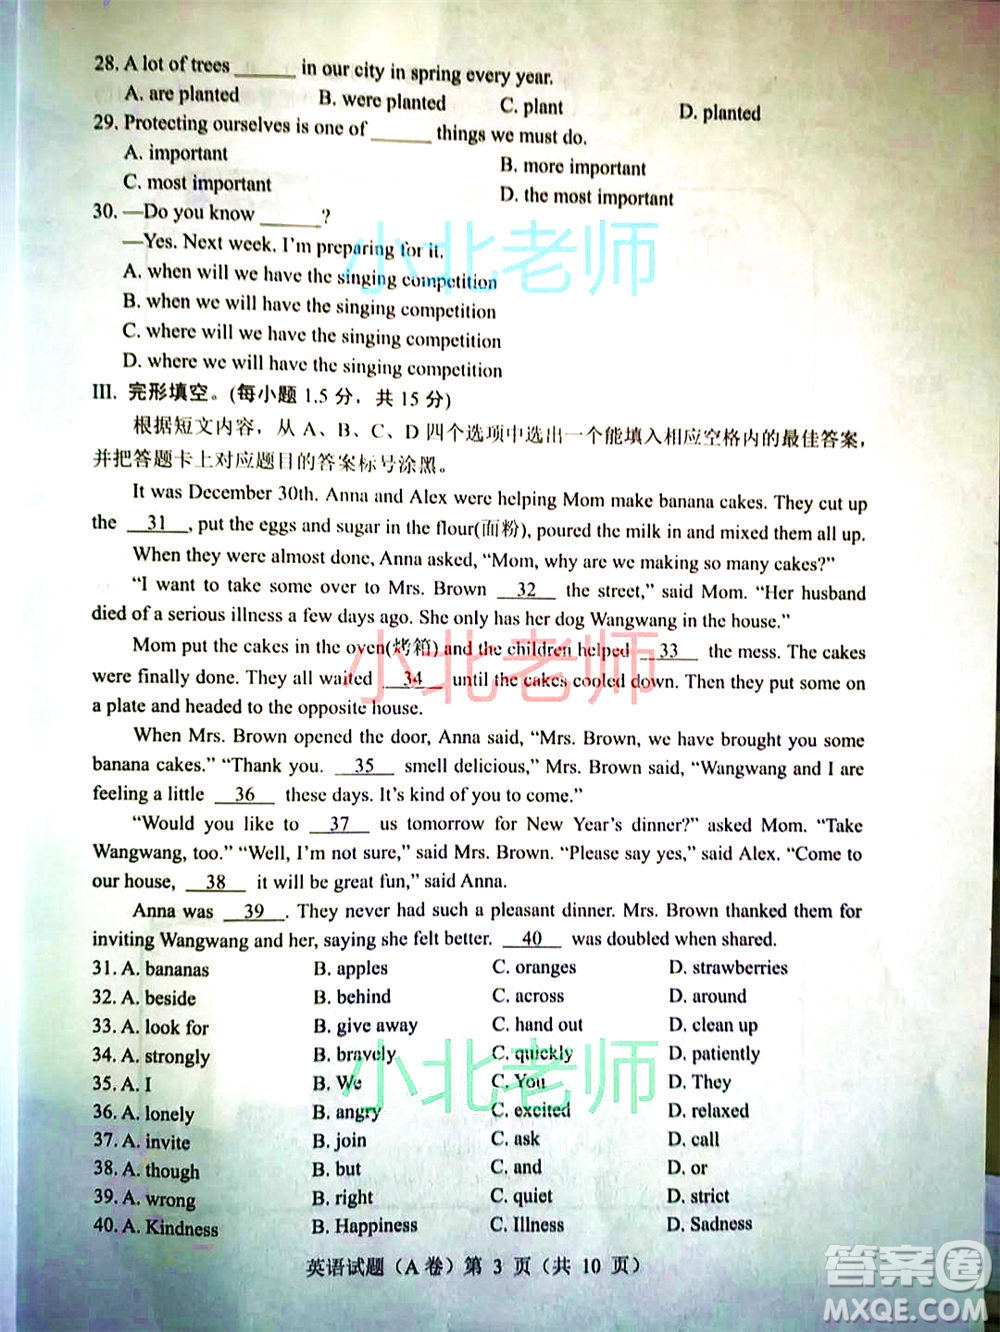 28. A lot of trees ______ in our city in spring every year.
A. are planted B. were planted C. plant D. planted
29. Protecting ourselves is one of ______ things we must do.
A. important B. more important
C. most important D. the most important
30. —Do you know ______?
—Yes. Next week. I'm preparing for it.
A. when will we have the singing competition
B. when we will have the singing competition
C. where will we have the singing competition
D. where we will have the singing competition
III. 完形填空。(每小题 1.5 分，共 15 分)
根据短文内容，从 A、B、C、D 四个选项中选出一个能填入相应空格内的最佳答案，
并把答题卡上对应题目的答案标号涂黑。
It was December 30th. Anna and Alex were helping Mom make banana cakes. They cut up
the 31 , put the eggs and sugar in the flour(面粉), poured the milk in and mixed them all up.
When they were almost done, Anna asked, "Mom, why are we making so many cakes?"
"I want to take some over to Mrs. Brown 32 the street," said Mom. "Her husband
died of a serious illness a few days ago. She only has her dog Wangwang in the house."
Mom put the cakes in the oven(烤箱) and the children helped 33 the mess. The cakes
were finally done. They all waited 34 until the cakes cooled down. Then they put some
on a plate and headed to the opposite house.
When Mrs. Brown opened the door, Anna said, "Mrs. Brown, we have brought you some
banana cakes." "Thank you. 35 smell delicious," Mrs. Brown said, "Wangwang and I are
feeling a little 36 these days. It's kind of you to come."
"Would you like to 37 us tomorrow for New Year's dinner?" asked Mom. "Take
Wangwang, too." "Well, I'm not sure," said Mrs. Brown. "Please say yes," said Alex. "Come to
our house, 38 it will be great fun," said Anna.
Anna was 39 . They never had such a pleasant dinner. Mrs. Brown thanked them for
inviting Wangwang and her, saying she felt better. 40 was doubled when shared.
31. A. bananas B. apples C. oranges D. strawberries
32. A. beside B. behind C. across D. around
33. A. look for B. give away C. hand out D. clean up
34. A. strongly B. bravely C. quickly D. patiently
35. A. I B. We C. You D. They
36. A. lonely B. angry C. excited D. relaxed
37. A. invite B. join C. ask D. call
38. A. though B. but C. and D. or
39. A. wrong B. right C. quiet D. strict
40. A. Kindness B. Happiness C. Illness D. Sadness
英语试题（A 卷）第 3 页（共 10 页）
小北老师
小北老师
小北老师
答案圈
MXQE.COM